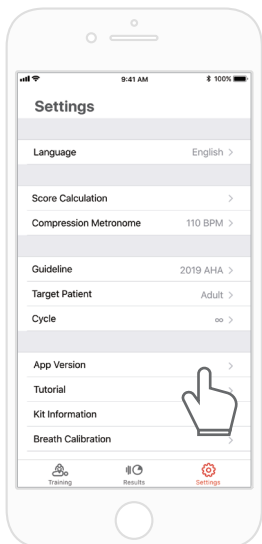 9:41 AM 100%
Settings
Language English >
Score Calculation >
Compression Metronome 110 BPM >
Guideline 2019 AHA >
Target Patient Adult >
Cycle ∞ >
App Version >
Tutorial >
Kit Information
Breath Calibration >
Training Results Settings